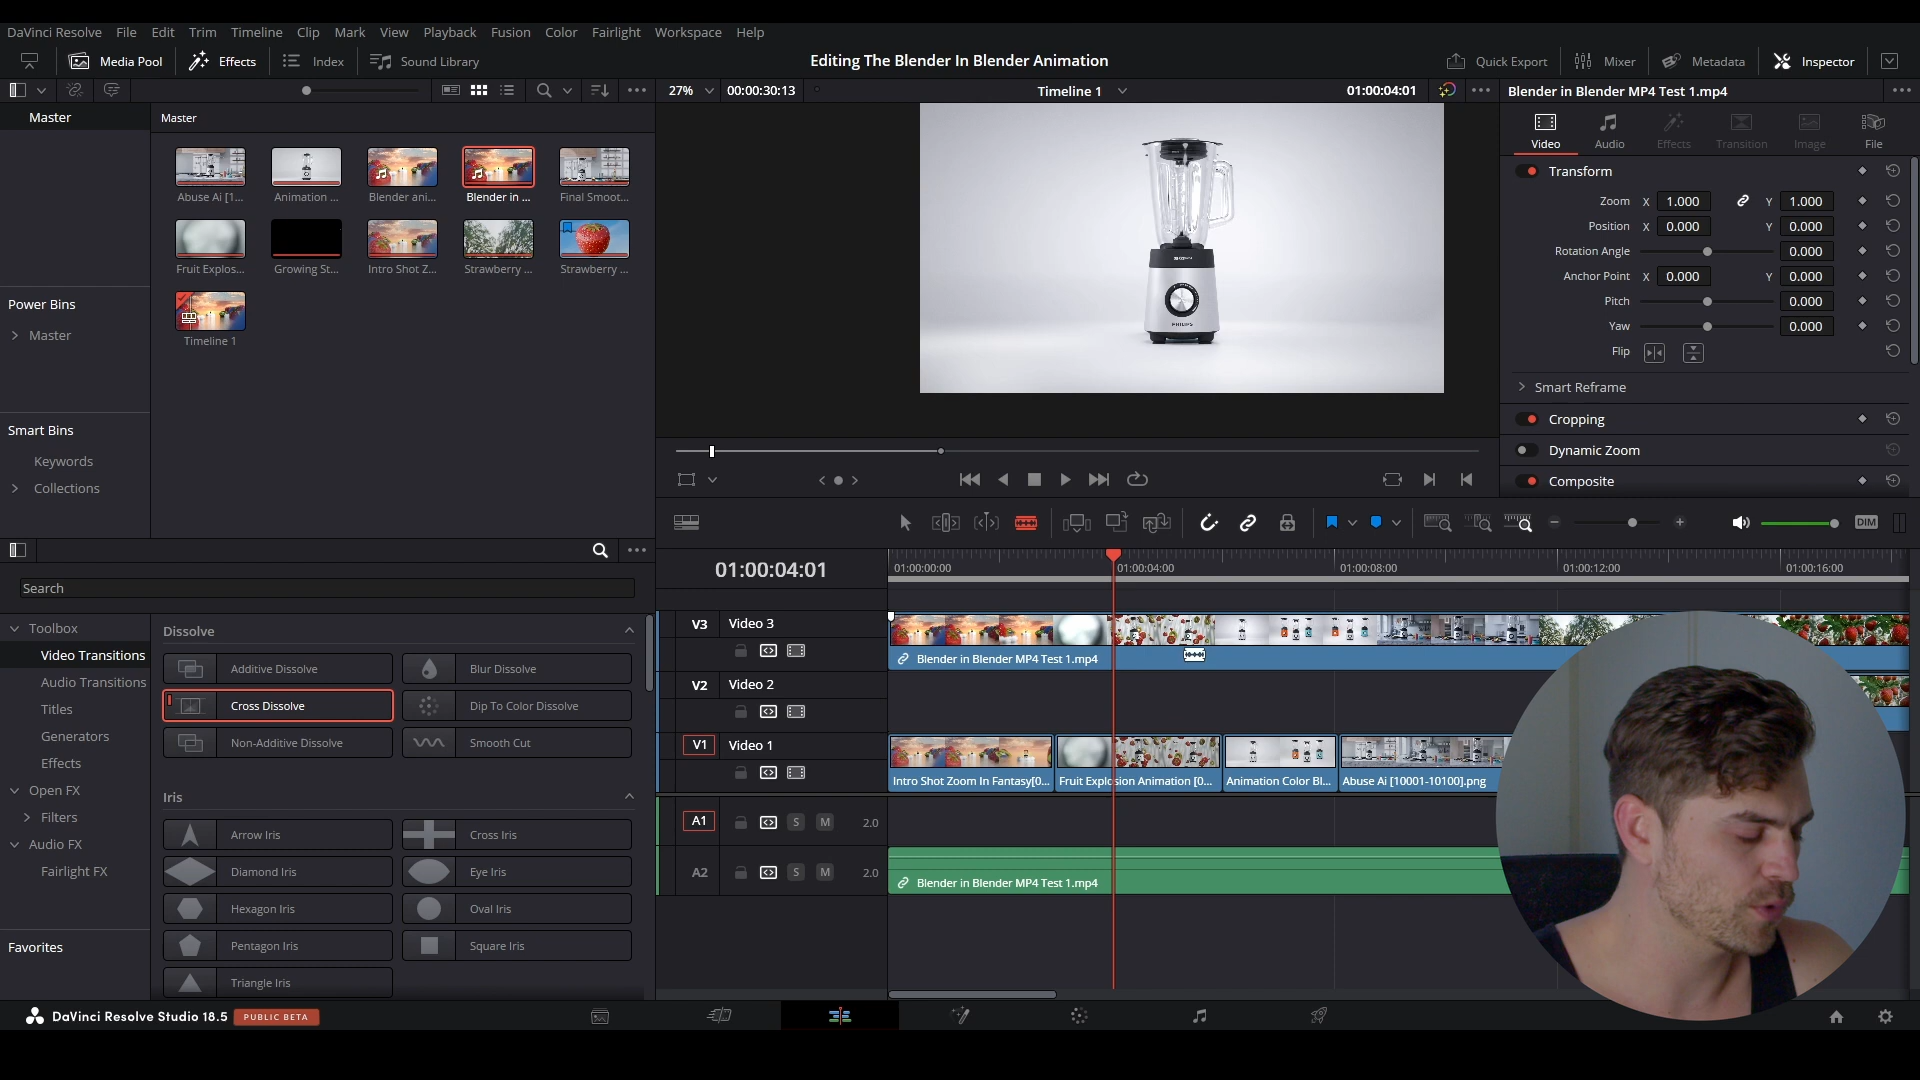 DaVinci Resolve File Edit Trim Timeline Clip Mark View Playback Fusion Color Fairlight Workspace Help
Media Pool Effects Index Sound Library Editing The Blender In Blender Animation Quick Export Mixer Metadata Inspector
27% 00:00:30:13 Timeline 1 01:00:04:01 Blender in Blender MP4 Test 1.mp4
Master
Master
Video Audio Effects Transition Image File
Abuse Ai [1... Animation ... Blender ani... Blender in ... Final Smoot...
Fruit Explos... Growing St... Intro Shot Z... Strawberry ... Strawberry ...
Timeline 1
Power Bins
Master
Smart Bins
Keywords
Collections
PHILIPS
Transform
Zoom X 1.000 Y 1.000
Position X 0.000 Y 0.000
Rotation Angle 0.000
Anchor Point X 0.000 Y 0.000
Pitch 0.000
Yaw 0.000
Flip
Smart Reframe
Cropping
Dynamic Zoom
Composite
DIM
Search
Toolbox
Video Transitions
Audio Transitions
Titles
Generators
Effects
Open FX
Filters
Audio FX
Fairlight FX
Favorites
Dissolve
Additive Dissolve Blur Dissolve
Cross Dissolve Dip To Color Dissolve
Non-Additive Dissolve Smooth Cut
Iris
Arrow Iris Cross Iris
Diamond Iris Eye Iris
Hexagon Iris Oval Iris
Pentagon Iris Square Iris
Triangle Iris
01:00:04:01 01:00:00:00 01:00:04:00 01:00:08:00 01:00:12:00 01:00:16:00
V3 Video 3
Blender in Blender MP4 Test 1.mp4
V2 Video 2
V1 Video 1
Intro Shot Zoom In Fantasy[0... Fruit Explosion Animation [0... Animation Color Bl... Abuse Ai [10001-10100].png
A1 S M 2.0
A2 S M 2.0
Blender in Blender MP4 Test 1.mp4
DaVinci Resolve Studio 18.5 PUBLIC BETA